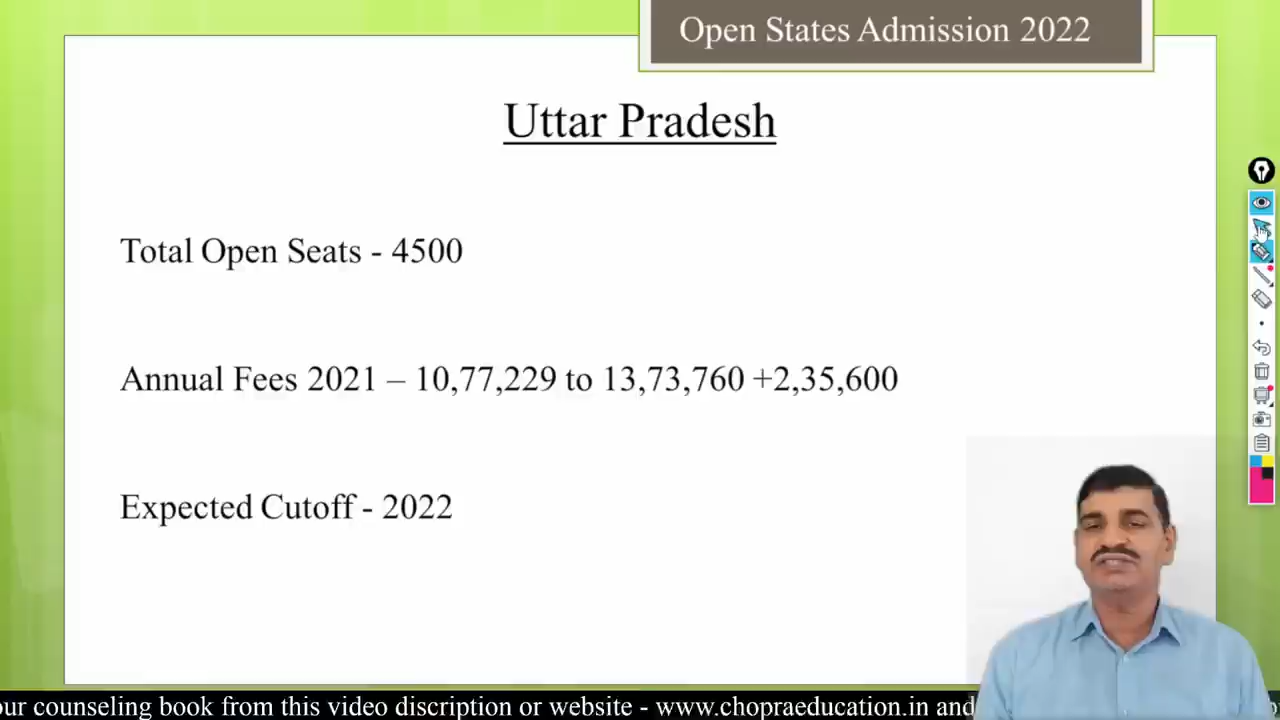 Open States Admission 2022
Uttar Pradesh
Total Open Seats - 4500
Annual Fees 2021 – 10,77,229 to 13,73,760 +2,35,600
Expected Cutoff - 2022
our counseling book from this video discription or website - www.chopraeducation.in and